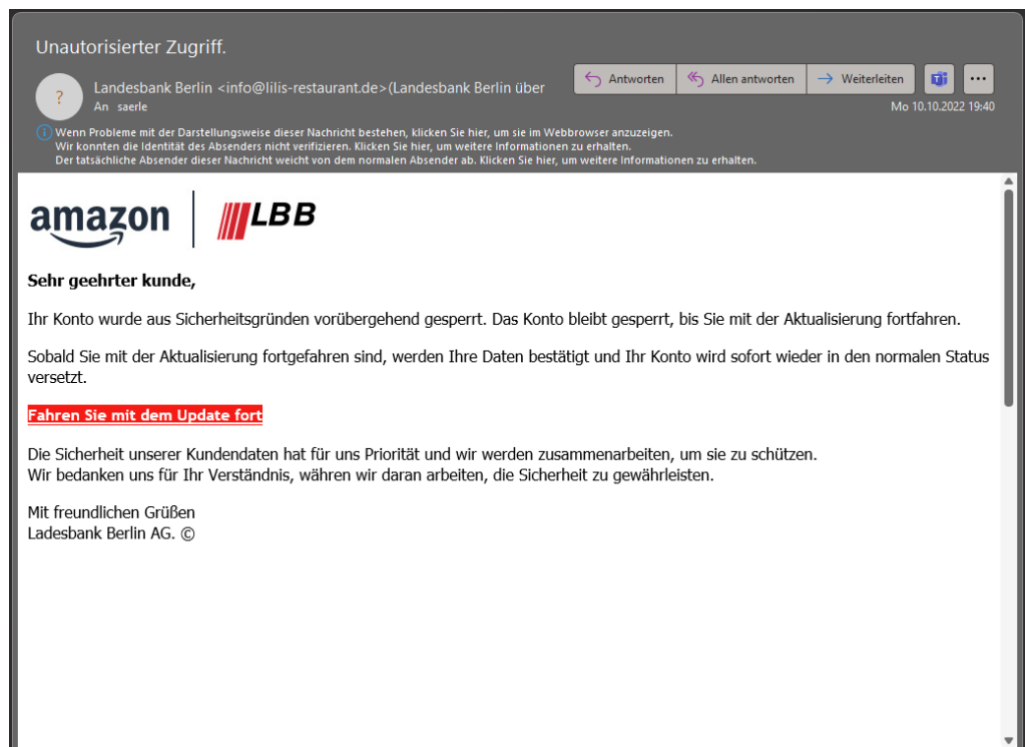 Unautorisierter Zugriff.
?
Landesbank Berlin <info@lilis-restaurant.de>(Landesbank Berlin über
An saerle
Antworten
Allen antworten
Weiterleiten
Mo 10.10.2022 19:40
Wenn Probleme mit der Darstellungsweise dieser Nachricht bestehen, klicken Sie hier, um sie im Webbrowser anzuzeigen.
Wir konnten die Identität des Absenders nicht verifizieren. Klicken Sie hier, um weitere Informationen zu erhalten.
Der tatsächliche Absender dieser Nachricht weicht von dem normalen Absender ab. Klicken Sie hier, um weitere Informationen zu erhalten.
amazon
LBB
Sehr geehrter kunde,
Ihr Konto wurde aus Sicherheitsgründen vorübergehend gesperrt. Das Konto bleibt gesperrt, bis Sie mit der Aktualisierung fortfahren.
Sobald Sie mit der Aktualisierung fortgefahren sind, werden Ihre Daten bestätigt und Ihr Konto wird sofort wieder in den normalen Status
versetzt.
Fahren Sie mit dem Update fort
Die Sicherheit unserer Kundendaten hat für uns Priorität und wir werden zusammenarbeiten, um sie zu schützen.
Wir bedanken uns für Ihr Verständnis, währen wir daran arbeiten, die Sicherheit zu gewährleisten.
Mit freundlichen Grüßen
Ladesbank Berlin AG. ©